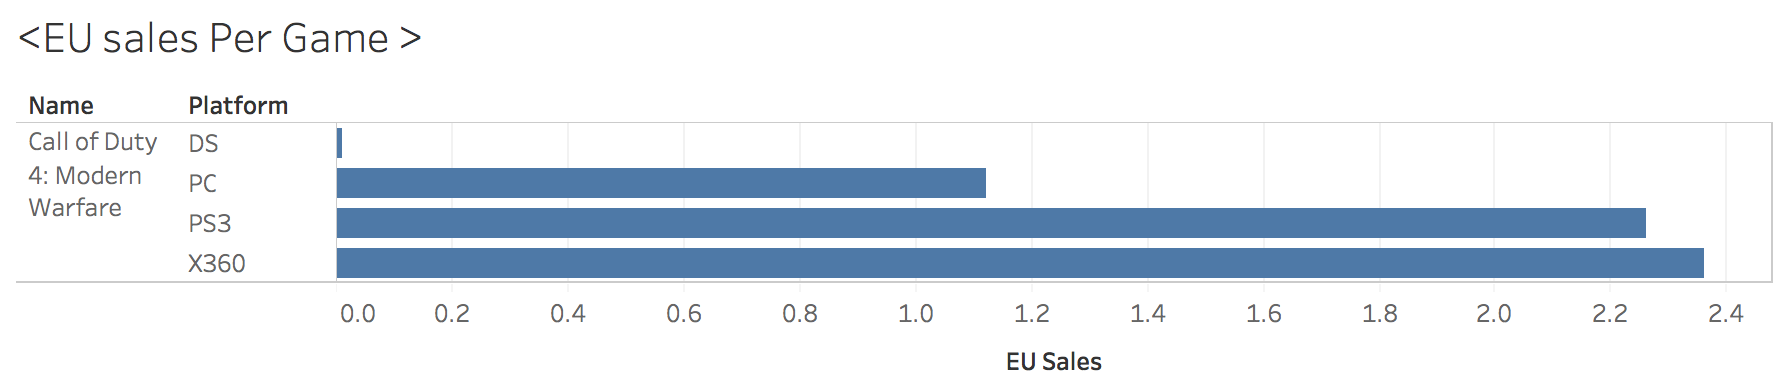 <EU sales Per Game >
Name Platform
Call of Duty DS
4: Modern PC
Warfare PS3
X360
0.0 0.2 0.4 0.6 0.8 1.0 1.2 1.4 1.6 1.8 2.0 2.2 2.4
EU Sales